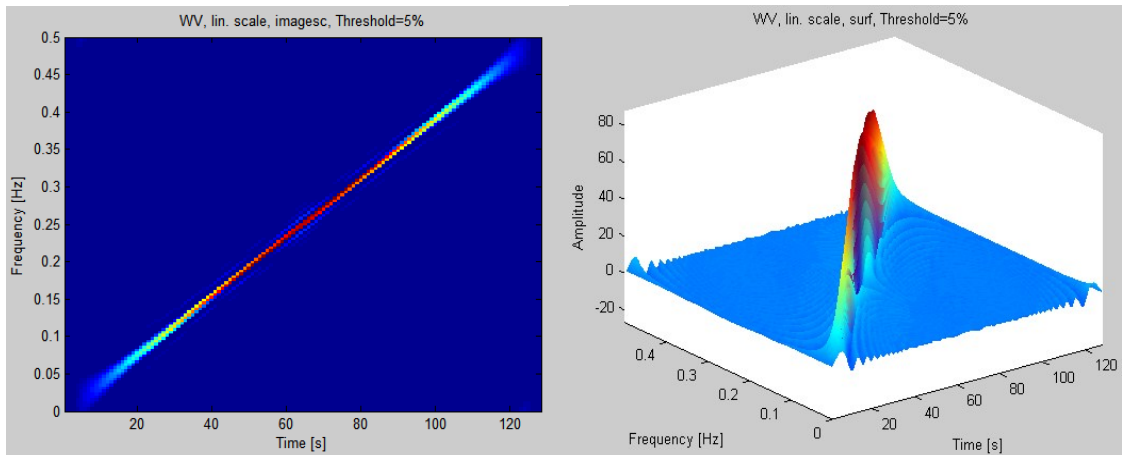 WV, lin. scale, imagesc, Threshold=5%
0.5
0.45
0.4
0.35
0.3
0.25
0.2
0.15
0.1
0.05
0
Frequency [Hz]
20 40 60 80 100 120
Time [s]
WV, lin. scale, surf, Threshold=5%
80
60
40
20
0
-20
Amplitude
0.4
0.3
0.2
0.1
0
Frequency [Hz]
20 40 60 80 100 120
Time [s]